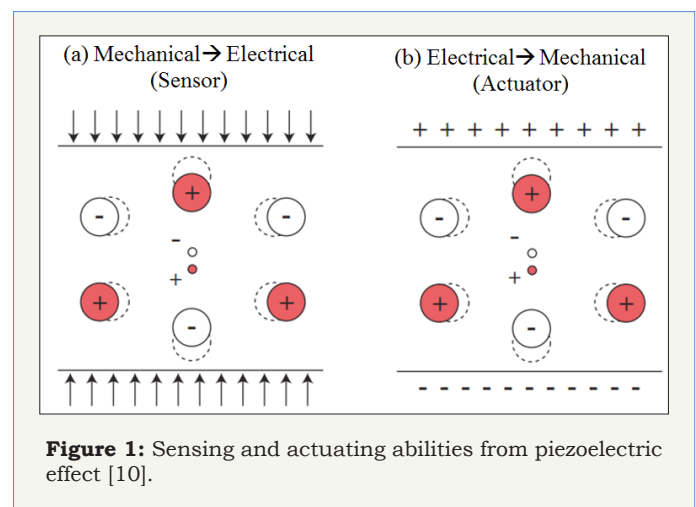 (a) Mechanical→ Electrical
(Sensor)
(b) Electrical→ Mechanical
(Actuator)
+ + + + + + + + +
+
+
-
-
-
-
-
-
+
+
+
+
+
+
-
-
- - - - - - - - - - -
Figure 1: Sensing and actuating abilities from piezoelectric
effect [10].